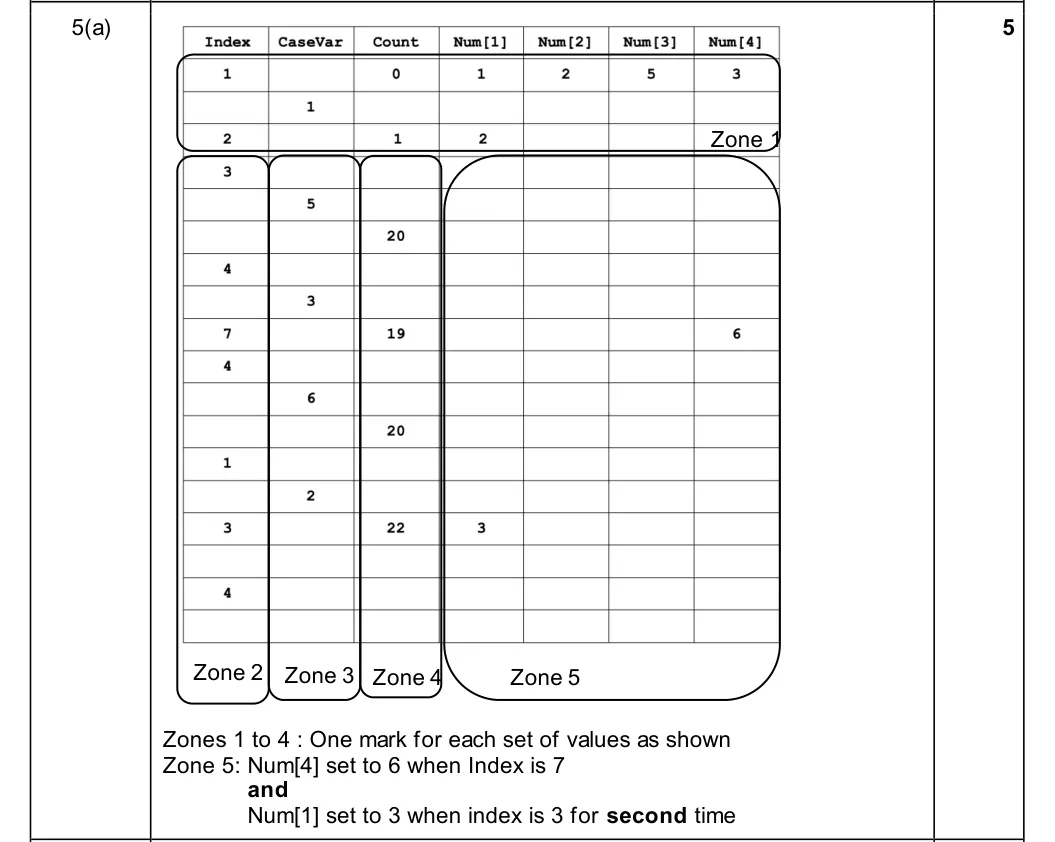 5(a) 5
Index CaseVar Count Num[1] Num[2] Num[3] Num[4]
1 0 1 2 5 3
1
2 1 2 Zone 1
3
5
20
4
3
7 19 6
4
6
20
1
2
3 22 3
4
Zone 2 Zone 3 Zone 4 Zone 5
Zones 1 to 4 : One mark for each set of values as shown
Zone 5: Num[4] set to 6 when Index is 7
and
Num[1] set to 3 when index is 3 for second time